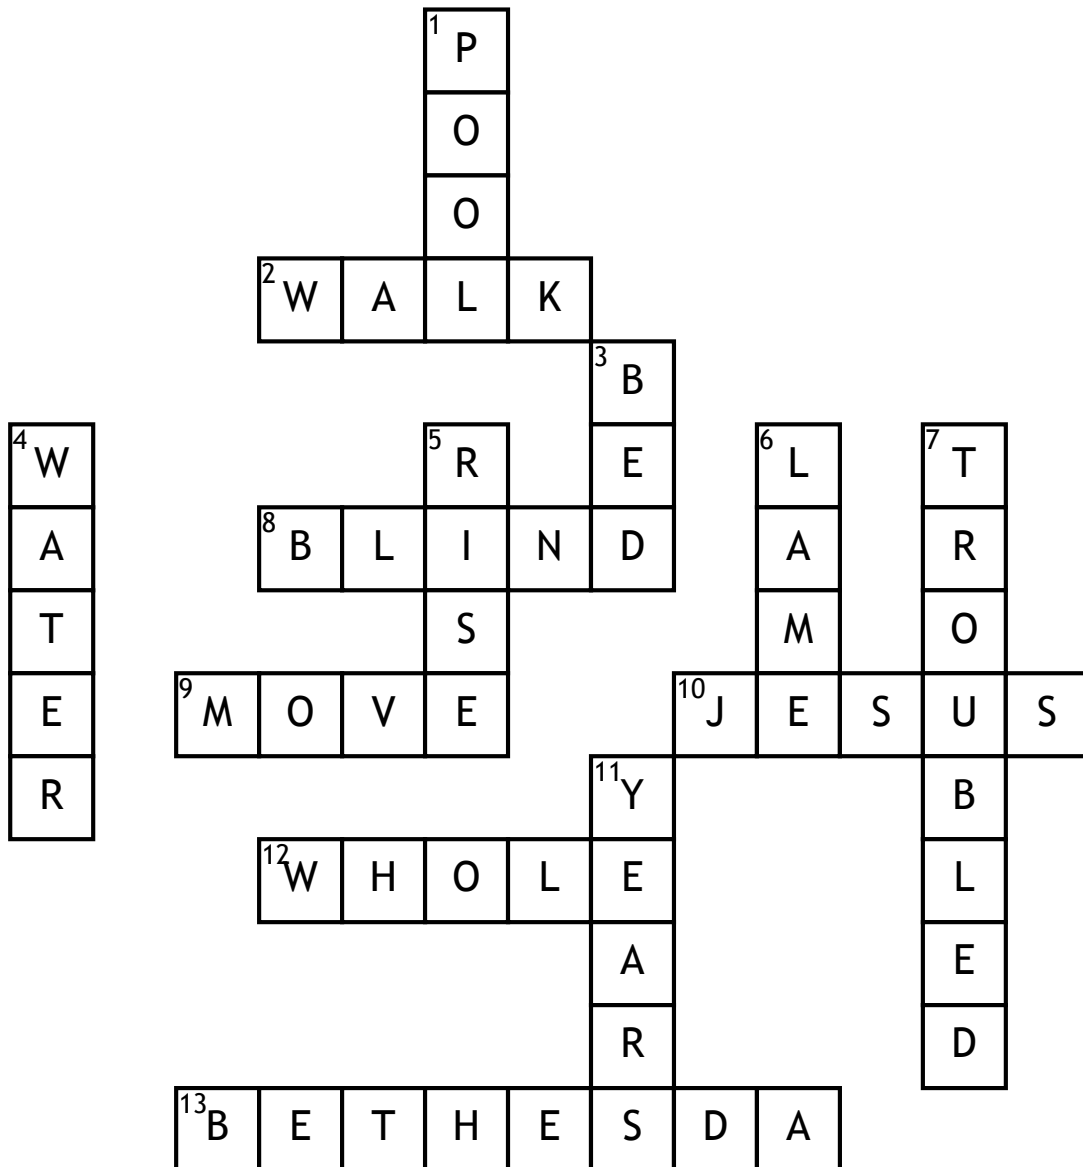 1 P
O
O
2 W A L K
3 B
4 W 5 R E 6 L 7 T
A 8 B L I N D A R
T S M O
E 9 M O V E 10 J E S U S
R 11 Y B
12 W H O L E L
A E
R D
13 B E T H E S D A